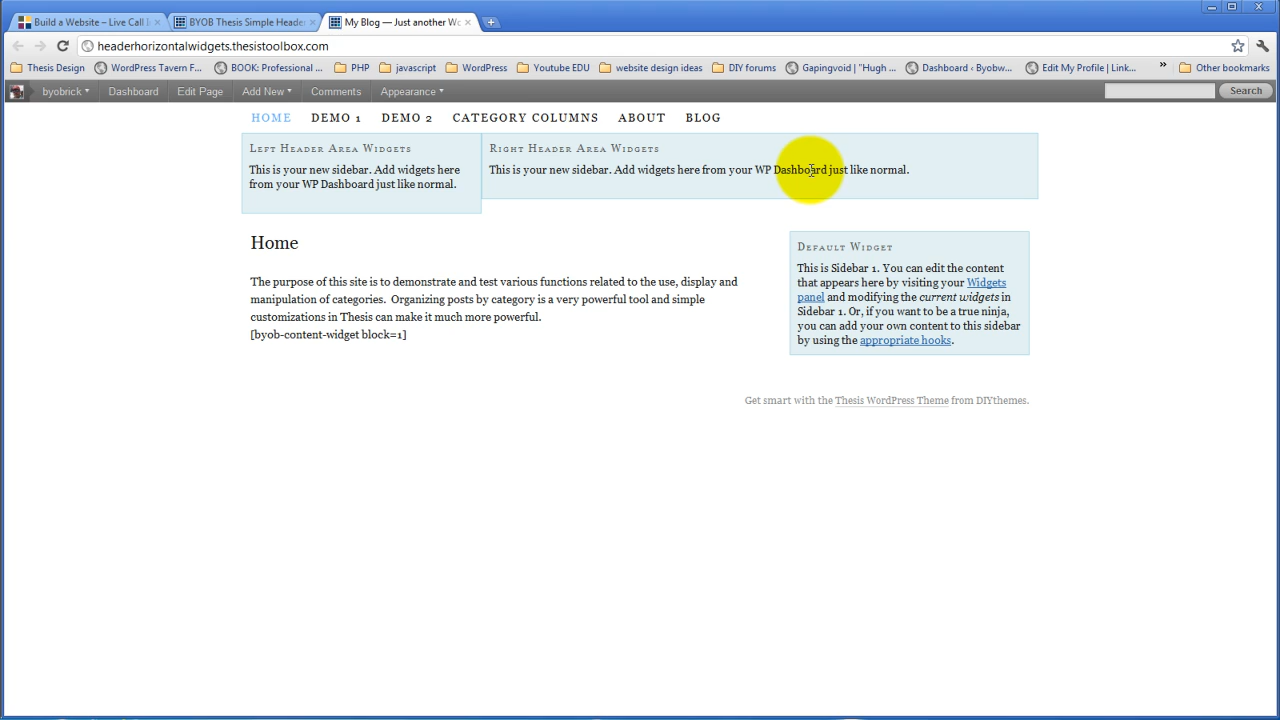 Build a Website – Live Call I
BYOB Thesis Simple Heade
My Blog — Just another Wo
headerhorizontalwidgets.thesistoolbox.com
Thesis Design
WordPress Tavern F...
BOOK: Professional ...
PHP
javascript
WordPress
Youtube EDU
website design ideas
DIY forums
Gapingvoid | "Hugh ...
Dashboard ‹ Byobw...
Edit My Profile | Link...
»
Other bookmarks
byobrick
Dashboard
Edit Page
Add New
Comments
Appearance
Search
HOME
DEMO 1
DEMO 2
CATEGORY COLUMNS
ABOUT
BLOG
Left Header Area Widgets
This is your new sidebar. Add widgets here
from your WP Dashboard just like normal.
Right Header Area Widgets
This is your new sidebar. Add widgets here from your WP Dashboard just like normal.
Home
The purpose of this site is to demonstrate and test various functions related to the use, display and
manipulation of categories. Organizing posts by category is a very powerful tool and simple
customizations in Thesis can make it much more powerful.
[byob-content-widget block=1]
Default Widget
This is Sidebar 1. You can edit the content
that appears here by visiting your Widgets
panel and modifying the current widgets in
Sidebar 1. Or, if you want to be a true ninja,
you can add your own content to this sidebar
by using the appropriate hooks.
Get smart with the Thesis WordPress Theme from DIYthemes.